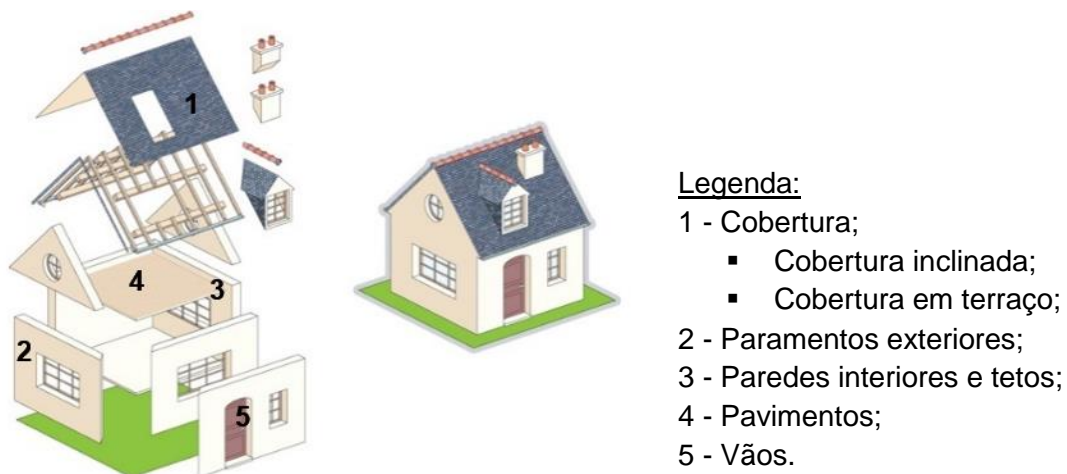 1
4
3
2
5
Legenda:
1 - Cobertura;
▪ Cobertura inclinada;
▪ Cobertura em terraço;
2 - Paramentos exteriores;
3 - Paredes interiores e tetos;
4 - Pavimentos;
5 - Vãos.